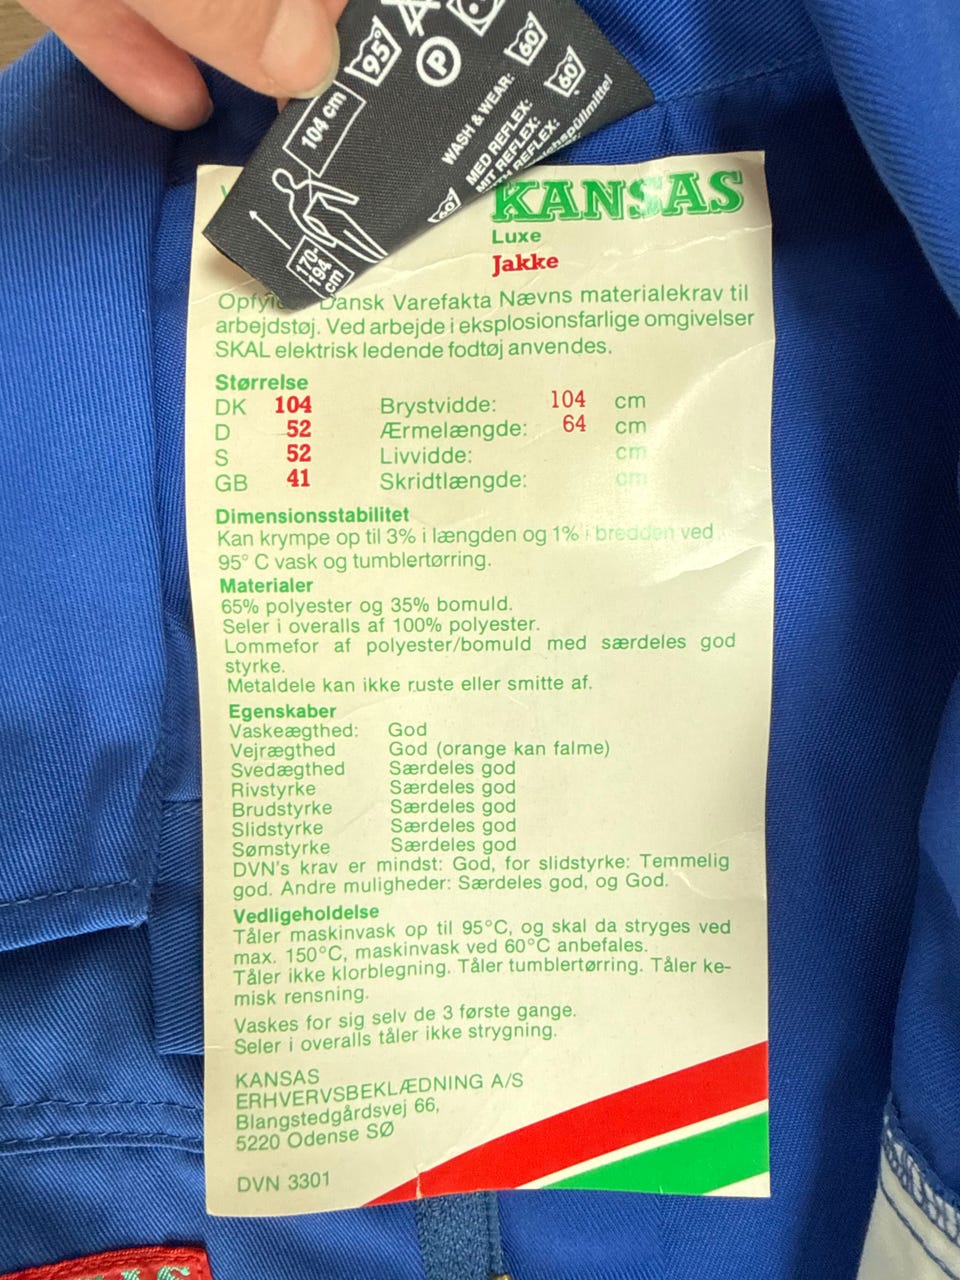 95°
P
60°
60°
104 cm
WASH & WEAR:
MED REFLEX:
MIT REFLEX:
REFLEX:
60°
170-
194
cm
KANSAS
Luxe
Jakke
Dansk Varefakta Nævns materialekrav til
arbejdstøj. Ved arbejde i eksplosionsfarlige omgivelser
SKAL elektrisk ledende fodtøj anvendes.
Størrelse
DK 104 Brystvidde: 104 cm
D 52 Ærmelængde: 64 cm
S 52 Livvidde: cm
GB 41 Skridtlængde: cm
Dimensionsstabilitet
Kan krympe op til 3% i længden og 1% i bredden ved
95° C vask og tumblertørring.
Materialer
65% polyester og 35% bomuld.
Seler i overalls af 100% polyester.
Lommefor af polyester/bomuld med særdeles god
styrke.
Metaldele kan ikke ruste eller smitte af.
Egenskaber
Vaskeægthed: God
Vejrægthed God (orange kan falme)
Svedægthed Særdeles god
Rivstyrke Særdeles god
Brudstyrke Særdeles god
Slidstyrke Særdeles god
Sømstyrke Særdeles god
DVN's krav er mindst: God, for slidstyrke: Temmelig
god. Andre muligheder: Særdeles god, og God.
Vedligeholdelse
Tåler maskinvask op til 95°C, og skal da stryges ved
max. 150°C, maskinvask ved 60°C anbefales.
Tåler ikke klorblegning. Tåler tumblertørring. Tåler ke-
misk rensning.
Vaskes for sig selv de 3 første gange.
Seler i overalls tåler ikke strygning.
KANSAS
ERHVERVSBEKLÆDNING A/S
Blangstedgårdsvej 66,
5220 Odense SØ
DVN 3301